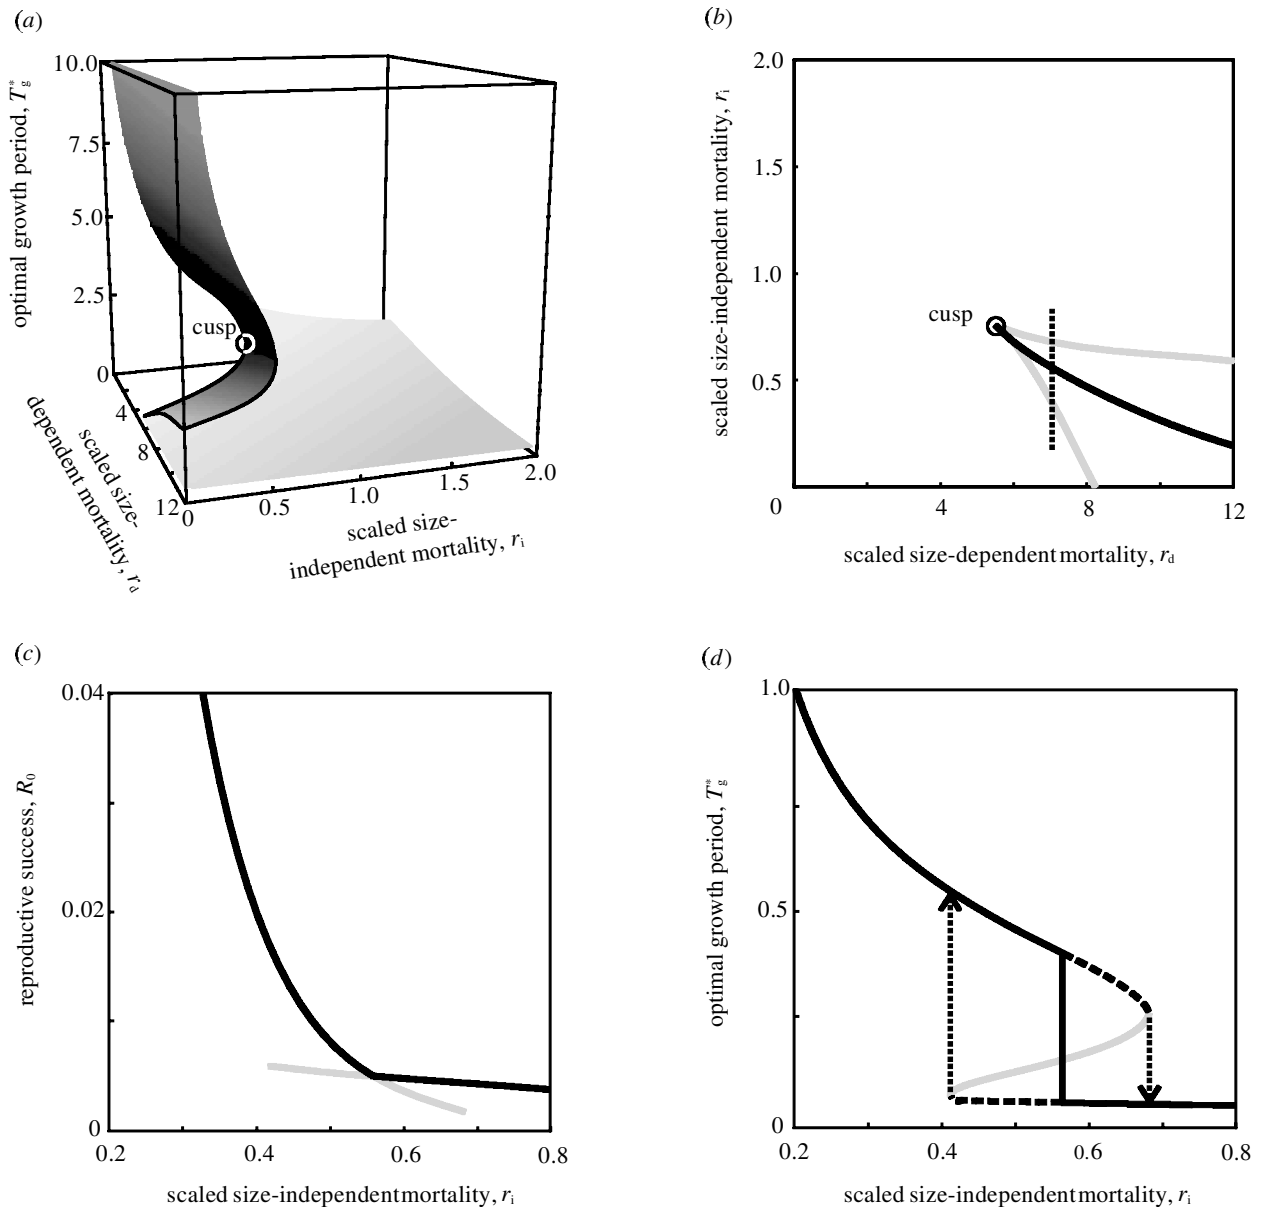 (a)
10.0
7.5
5.0
2.5
0
optimal growth period, T*g
cusp
4
8
12
scaled size-
dependent mortality, rd
0
0.5
1.0
1.5
2.0
scaled size-
independent mortality, ri
(b)
2.0
1.5
1.0
0.5
0
scaled size-independent mortality, ri
cusp
4
8
12
scaled size-dependent mortality, rd
(c)
0.04
0.02
0
reproductive success, R0
0.2
0.4
0.6
0.8
scaled size-independent mortality, ri
(d)
1.0
0.5
0
optimal growth period, T*g
0.2
0.4
0.6
0.8
scaled size-independent mortality, ri